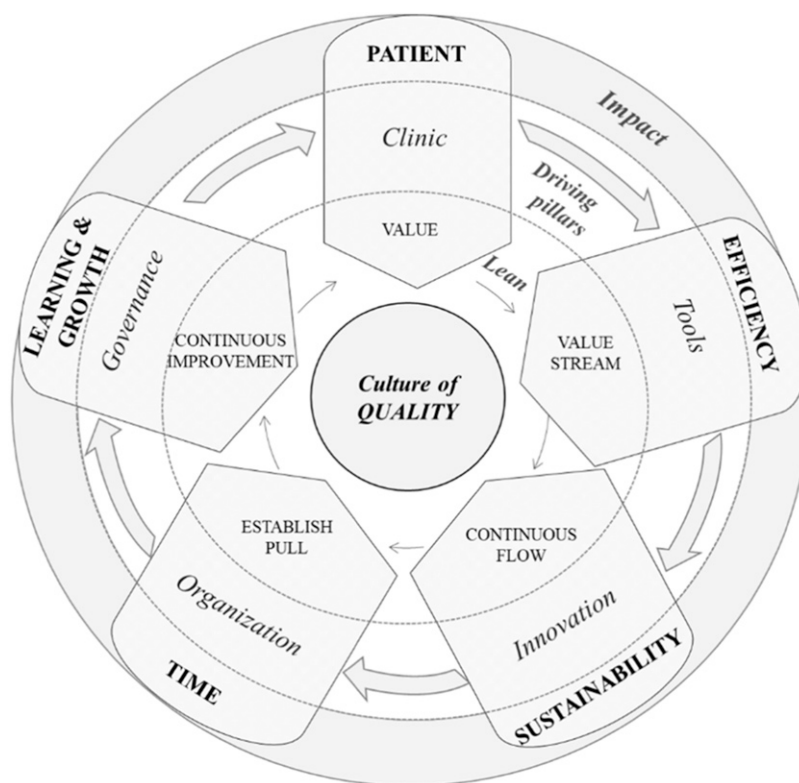 PATIENT
Clinic
VALUE
Impact
Driving
pillars
Lean
EFFICIENCY
Tools
VALUE
STREAM
SUSTAINABILITY
Innovation
CONTINUOUS
FLOW
TIME
Organization
ESTABLISH
PULL
LEARNING &
GROWTH
Governance
CONTINUOUS
IMPROVEMENT
Culture of
QUALITY